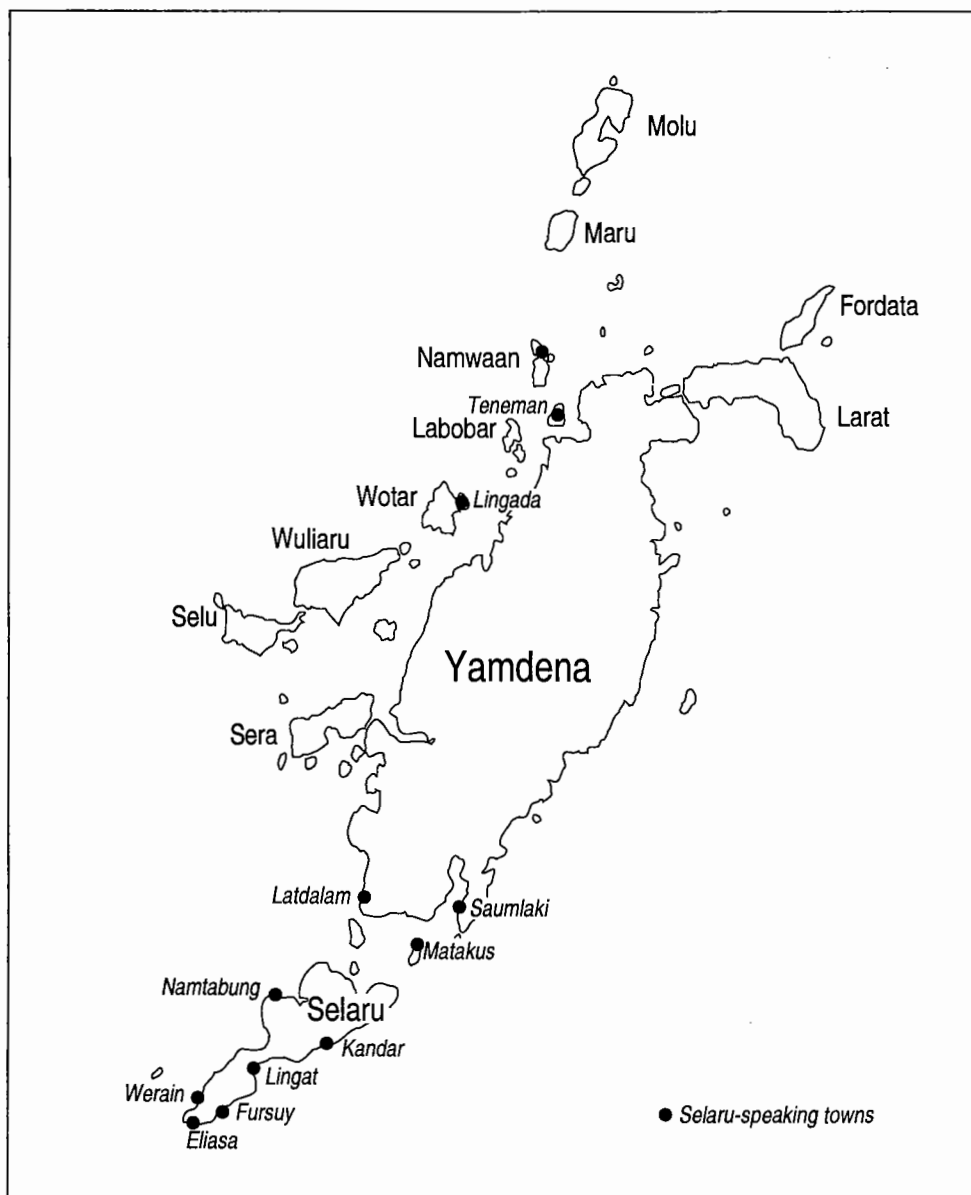 Molu
Maru
Fordata
Namwaan
Teneman
Larat
Labobar
Wotar
Lingada
Wuliaru
Selu
Yamdena
Sera
Latdalam
Saumlaki
Matakus
Namtabung
Selaru
Kandar
Lingat
Werain
Fursuy
Eliasa
Selaru-speaking towns